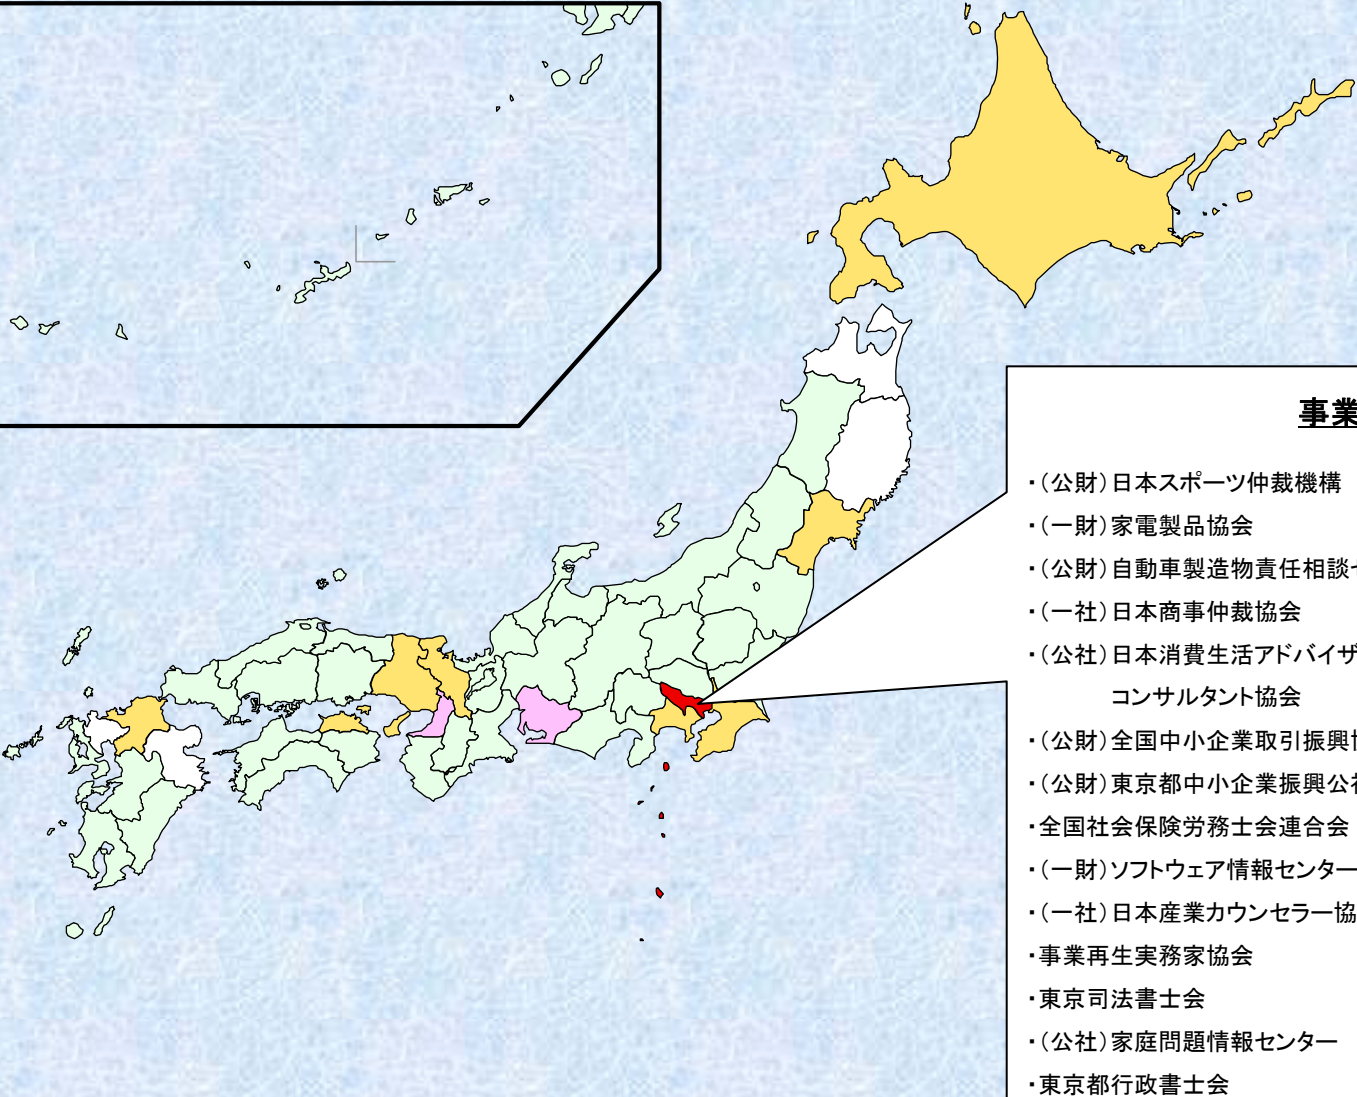 事業
・(公財)日本スポーツ仲裁機構
・(一財)家電製品協会
・(公財)自動車製造物責任相談
・(一社)日本商事仲裁協会
・(公社)日本消費生活アドバイザ
コンサルタント協会
・(公財)全国中小企業取引振興
・(公財)東京都中小企業振興公
・全国社会保険労務士会連合会
・(一財)ソフトウェア情報センター
・(一社)日本産業カウンセラー協
・事業再生実務家協会
・東京司法書士会
・(公社)家庭問題情報センター
・東京都行政書士会